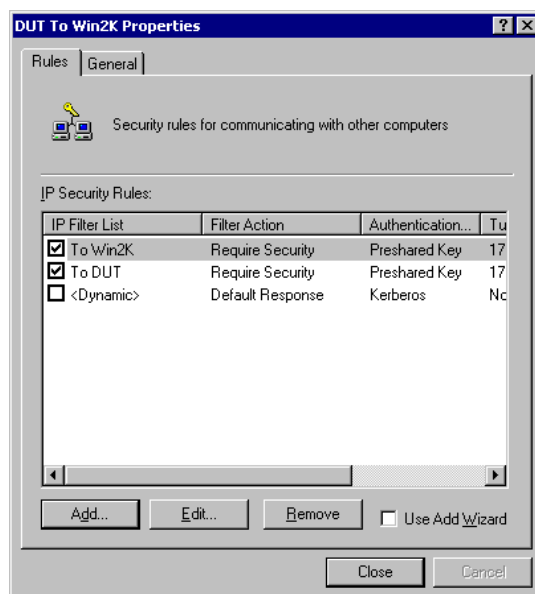 DUT To Win2K Properties
Rules General
Security rules for communicating with other computers
IP Security Rules:
IP Filter List Filter Action Authentication... Tu
To Win2K Require Security Preshared Key 17
To DUT Require Security Preshared Key 17
<Dynamic> Default Response Kerberos Nc
Add... Edit... Remove Use Add Wizard
Close Cancel